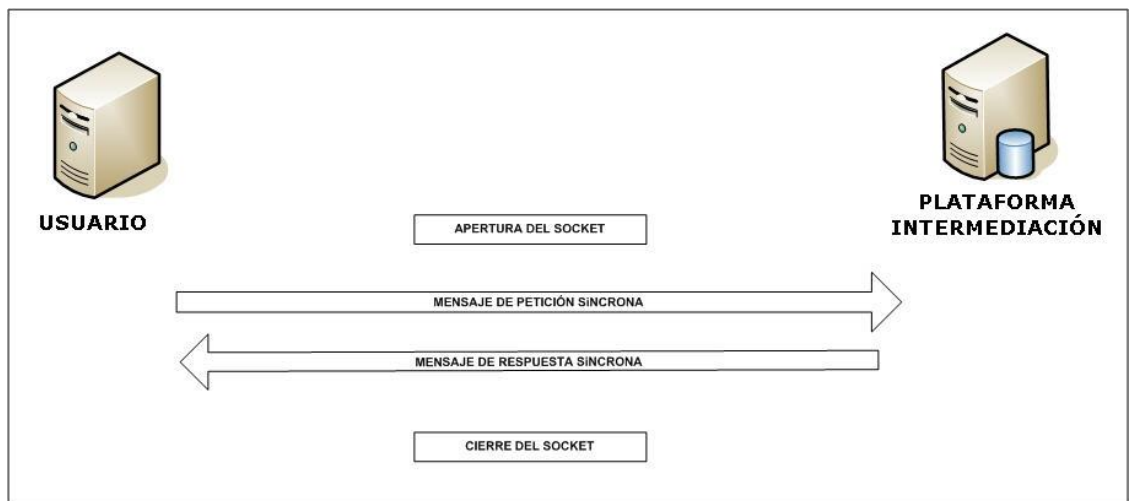 USUARIO
PLATAFORMA
INTERMEDIACIÓN
APERTURA DEL SOCKET
MENSAJE DE PETICIÓN SíNCRONA
MENSAJE DE RESPUESTA SíNCRONA
CIERRE DEL SOCKET